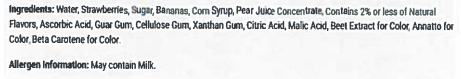 Ingredients: Water, Strawberries, Sugar, Bananas, Corn Syrup, Pear Juice Concentrate, Contains 2% or less of Natural
Flavors, Ascorbic Acid, Guar Gum, Cellulose Gum, Xanthan Gum, Citric Acid, Malic Acid, Beet Extract for Color, Annatto for
Color, Beta Carotene for Color.
Allergen Information: May contain Milk.